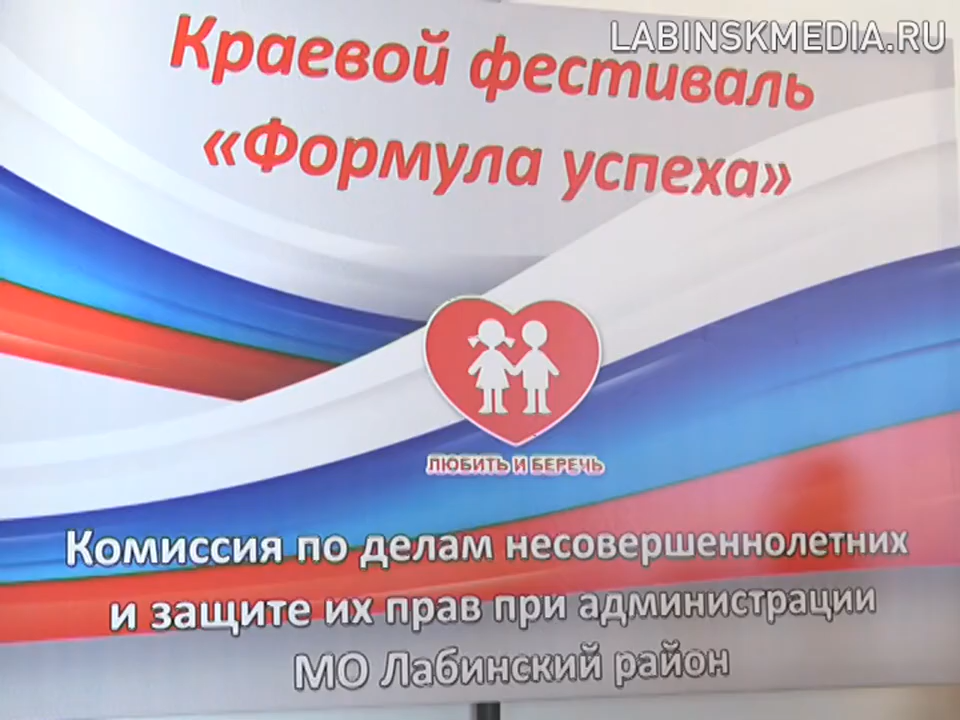 LABINSKMEDIA.RU
Краевой фестиваль
«Формула успеха»
ЛЮБИТЬ И БЕРЕЧЬ
Комиссия по делам несовершеннолетних
и защите их прав при администрации
МО Лабинский район